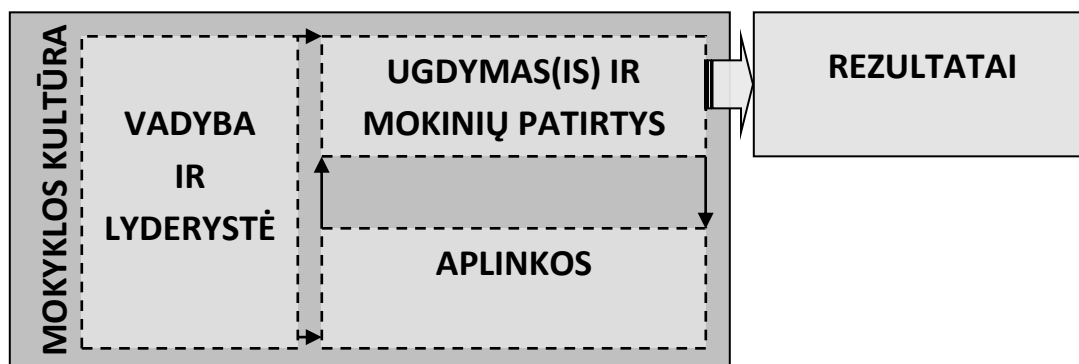 MOKYKLOS KULTŪRA
VADYBA
IR
LYDERYSTĖ
UGDYMAS(IS) IR
MOKINIŲ PATIRTYS
APLINKOS
REZULTATAI